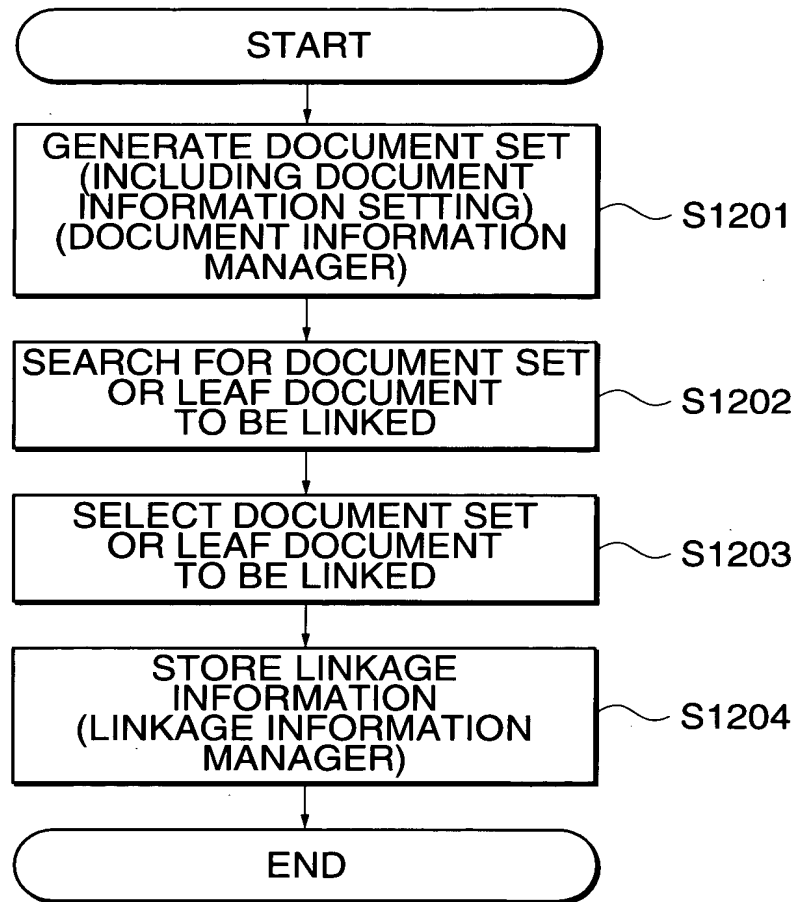 START
GENERATE DOCUMENT SET
(INCLUDING DOCUMENT
INFORMATION SETTING)
(DOCUMENT INFORMATION
MANAGER)
S1201
SEARCH FOR DOCUMENT SET
OR LEAF DOCUMENT
TO BE LINKED
S1202
SELECT DOCUMENT SET
OR LEAF DOCUMENT
TO BE LINKED
S1203
STORE LINKAGE
INFORMATION
(LINKAGE INFORMATION
MANAGER)
S1204
END